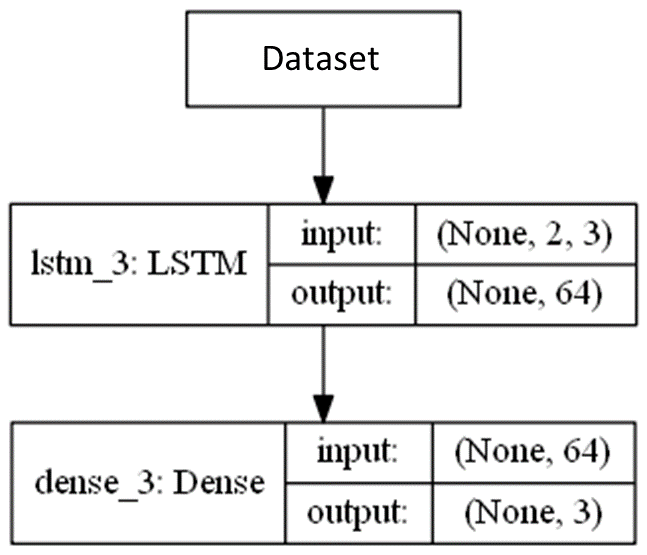 Dataset
lstm_3: LSTM
input:
(None, 2, 3)
output:
(None, 64)
dense_3: Dense
input:
(None, 64)
output:
(None, 3)